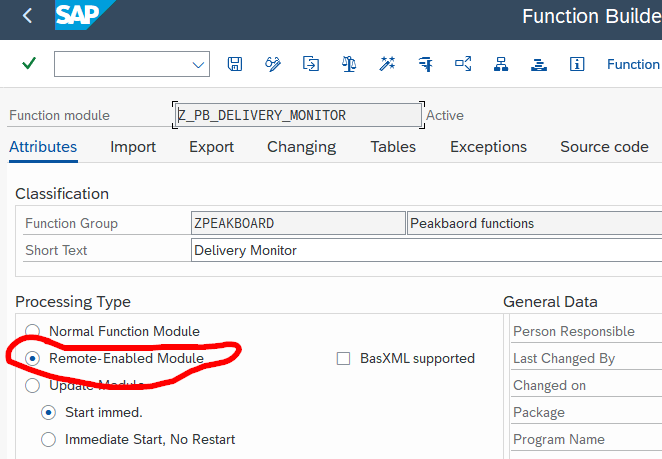 SAP Function Builde
Function
Function module Z_PB_DELIVERY_MONITOR Active
Attributes Import Export Changing Tables Exceptions Source code
Classification
Function Group ZPEAKBOARD Peakbaord functions
Short Text Delivery Monitor
Processing Type General Data
Normal Function Module Person Responsible
Remote-Enabled Module BasXML supported Last Changed By
Update Module Changed on
Start immed. Package
Immediate Start, No Restart Program Name